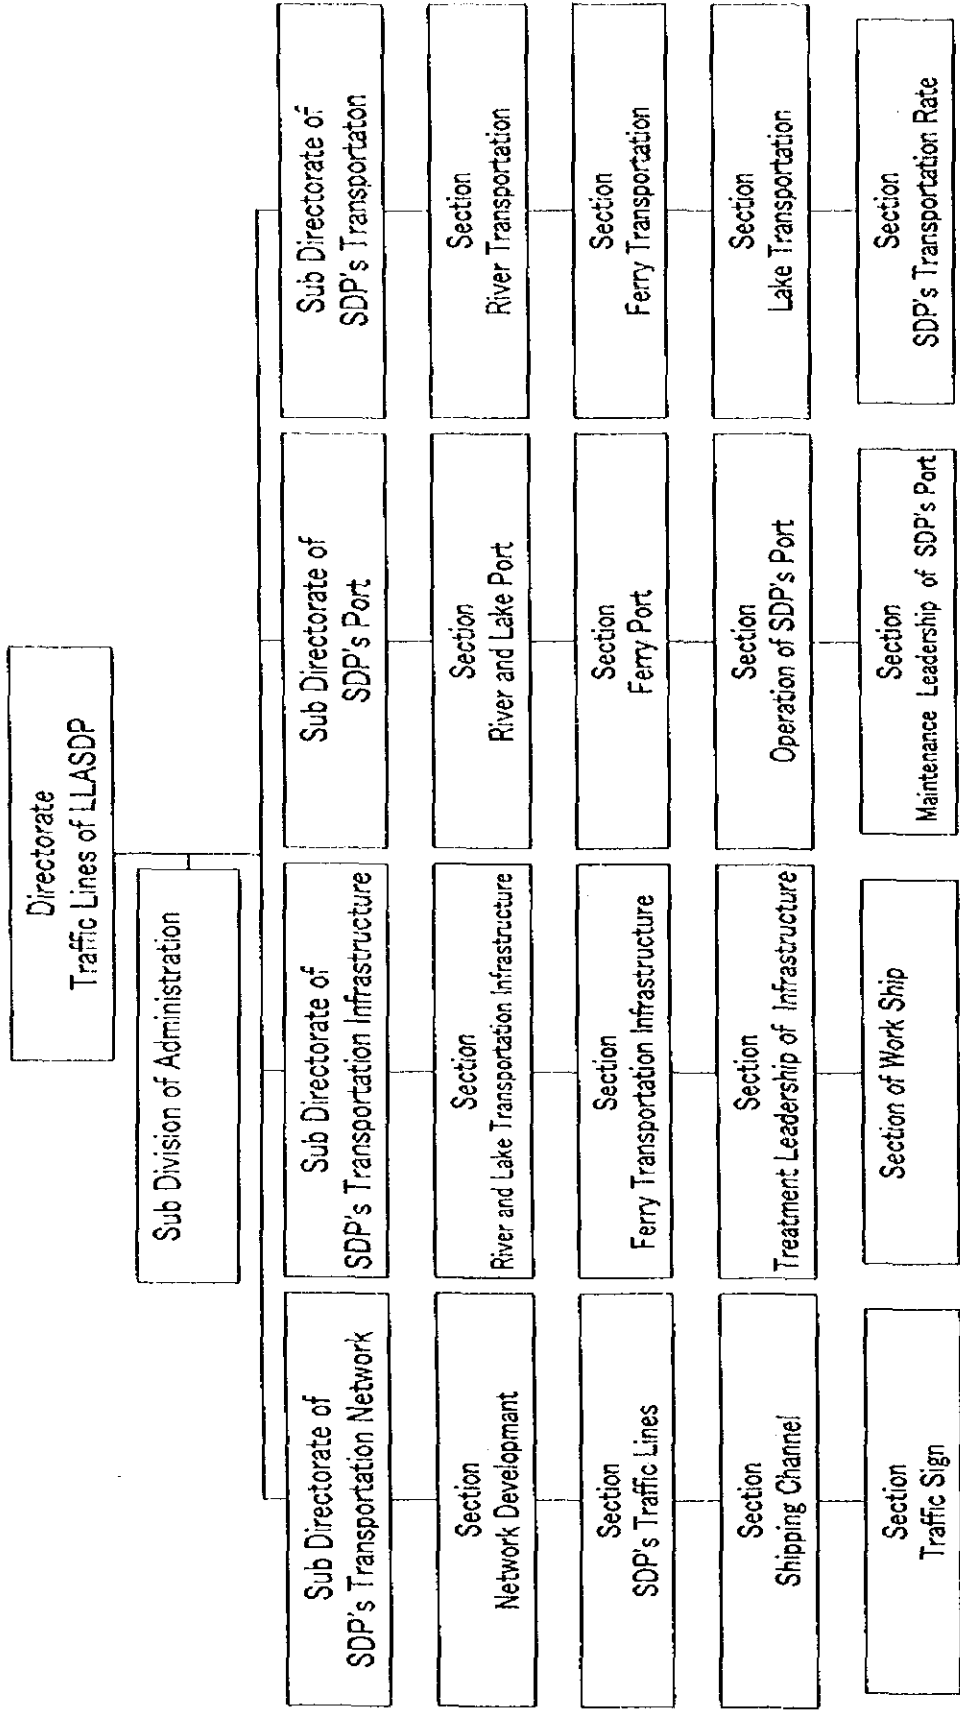 Directorate
Traffic Lines of LLASDP
Sub Division of Administration
Sub Directorate of
SDP's Transportation Network
Section
Network Developmant
Section
SDP's Traffic Lines
Section
Shipping Channel
Section
Traffic Sign
Sub Directorate of
SDP's Transportation Infrastructure
Section
River and Lake Transportation Infrastructure
Section
Ferry Transportation Infrastructure
Section
Treatment Leadership of Infrastructure
Section of Work Ship
Sub Directorate of
SDP's Port
Section
River and Lake Port
Section
Ferry Port
Section
Operation of SDP's Port
Section
Maintenance Leadership of SDP's Port
Sub Directorate of
SDP's Transportaton
Section
River Transportation
Section
Ferry Transportation
Section
Lake Transportation
Section
SDP's Transportation Rate